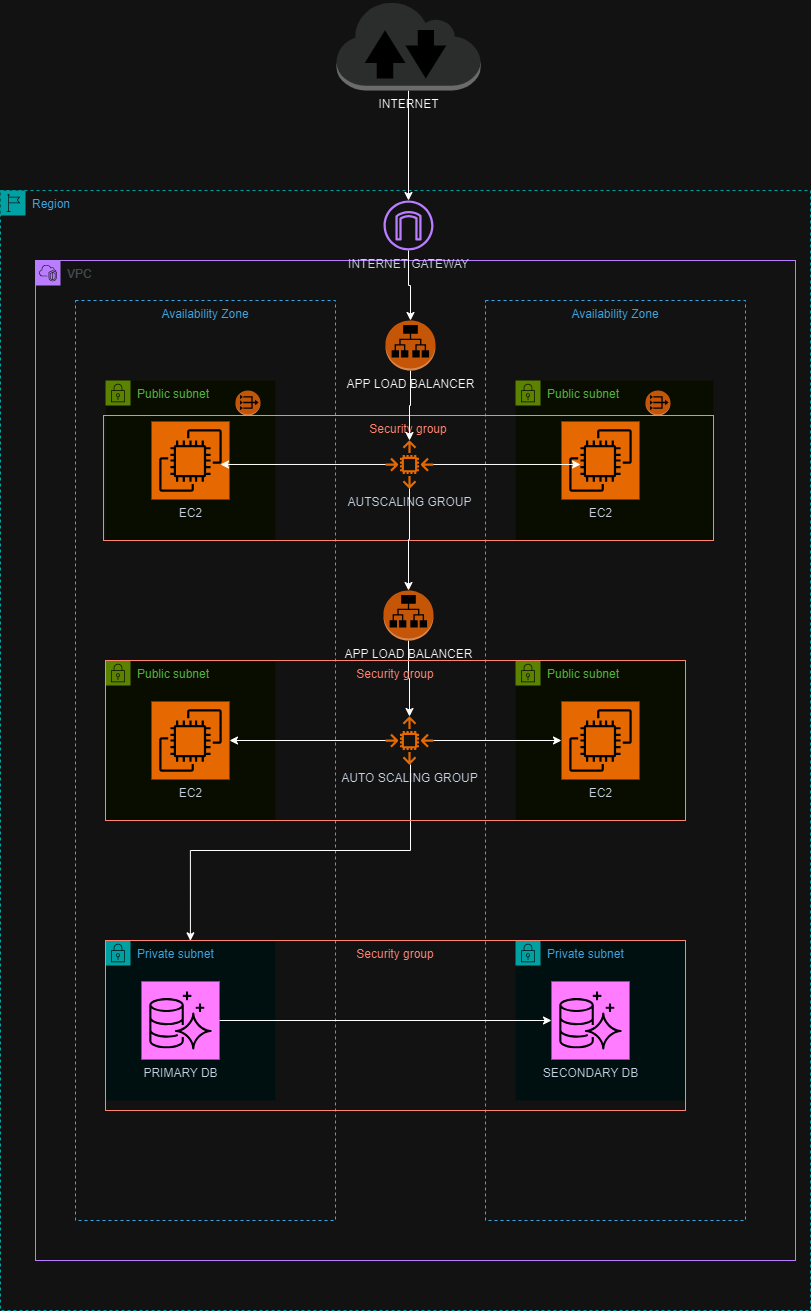 INTERNET
Region
INTERNET GATEWAY
VPC
Availability Zone
Availability Zone
APP LOAD BALANCER
Public subnet
Public subnet
Security group
AUTSCALING GROUP
EC2
EC2
APP LOAD BALANCER
Public subnet
Security group
Public subnet
AUTO SCALING GROUP
EC2
EC2
Private subnet
Security group
Private subnet
PRIMARY DB
SECONDARY DB